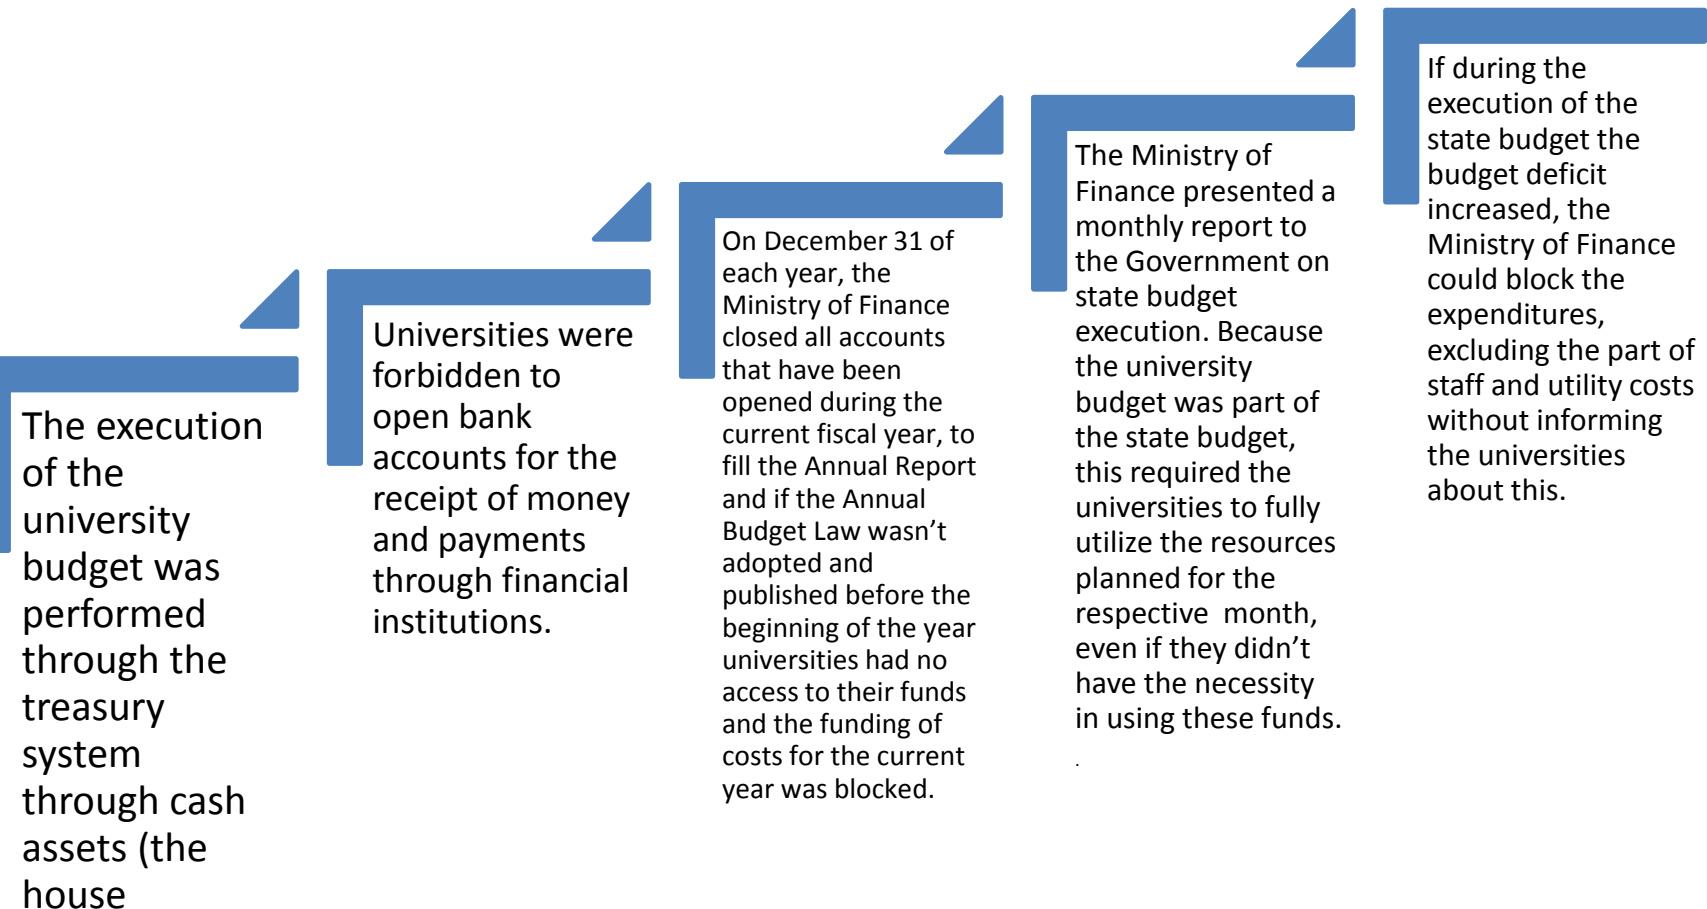 The execution
of the
university
budget was
performed
through the
treasury
system
through cash
assets (the
house
Universities were
forbidden to
open bank
accounts for the
receipt of money
and payments
through financial
institutions.
On December 31 of
each year, the
Ministry of Finance
closed all accounts
that have been
opened during the
current fiscal year, to
fill the Annual Report
and if the Annual
Budget Law wasn’t
adopted and
published before the
beginning of the year
universities had no
access to their funds
and the funding of
costs for the current
year was blocked.
The Ministry of
Finance presented a
monthly report to
the Government on
state budget
execution. Because
the university
budget was part of
the state budget,
this required the
universities to fully
utilize the resources
planned for the
respective  month,
even if they didn’t
have the necessity
in using these funds.
.
If during the
execution of the
state budget the
budget deficit
increased, the
Ministry of Finance
could block the
expenditures,
excluding the part of
staff and utility costs
without informing
the universities
about this.